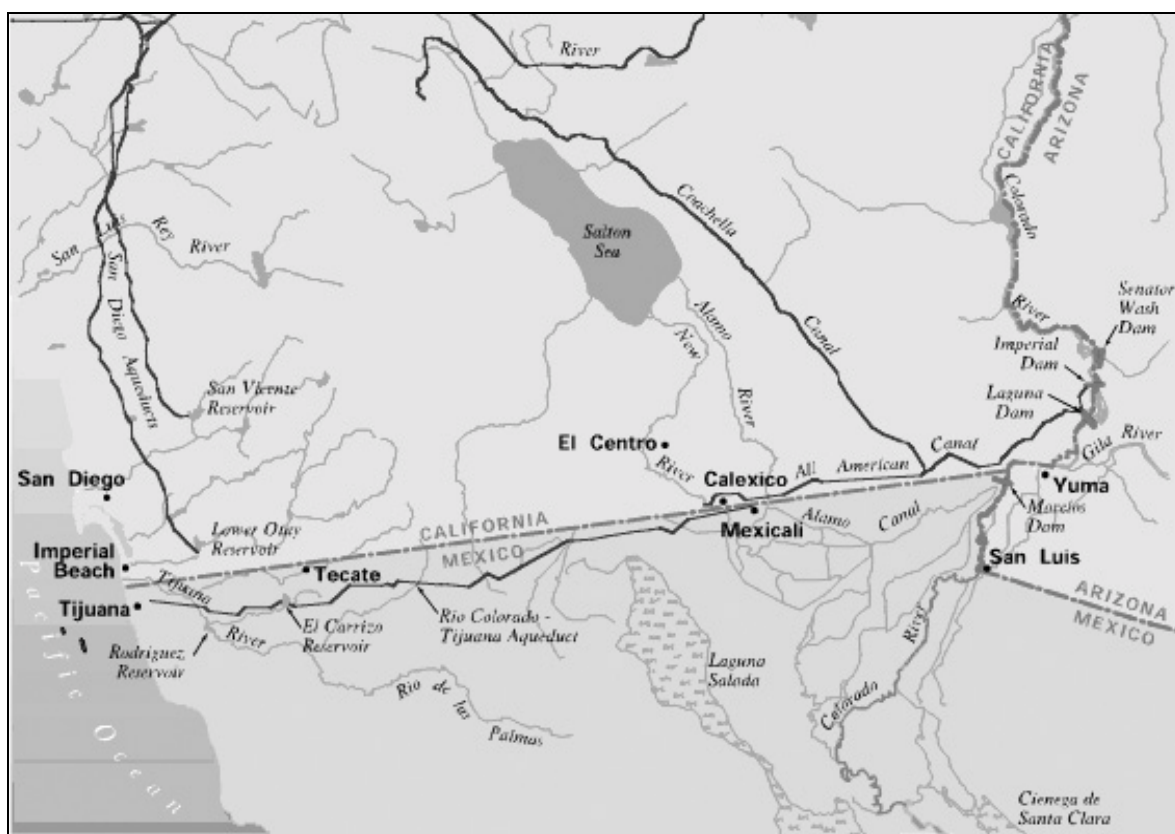 River
CALIFORNIA
ARIZONA
Colorado
River
San Luis Rey River
San Diego Aqueducts
Salton
Sea
Coachella
Canal
Alamo
River
New
River
Senator
Wash
Dam
Imperial
Dam
Laguna
Dam
San Vicente
Reservoir
El Centro
Gila River
San Diego
Calexico
All American Canal
Yuma
Morelos
Dam
Mexicali
Alamo Canal
CALIFORNIA
MEXICO
Lower Otay
Reservoir
Imperial
Beach
Tecate
San Luis
Tijuana
River
Tijuana
El Carrizo
Reservoir
Rio Colorado -
Tijuana Aqueduct
ARIZONA
MEXICO
Rodriguez
Reservoir
Laguna
Salada
Colorado
River
Rio de las
Palmas
Pacific Ocean
Cienega de
Santa Clara